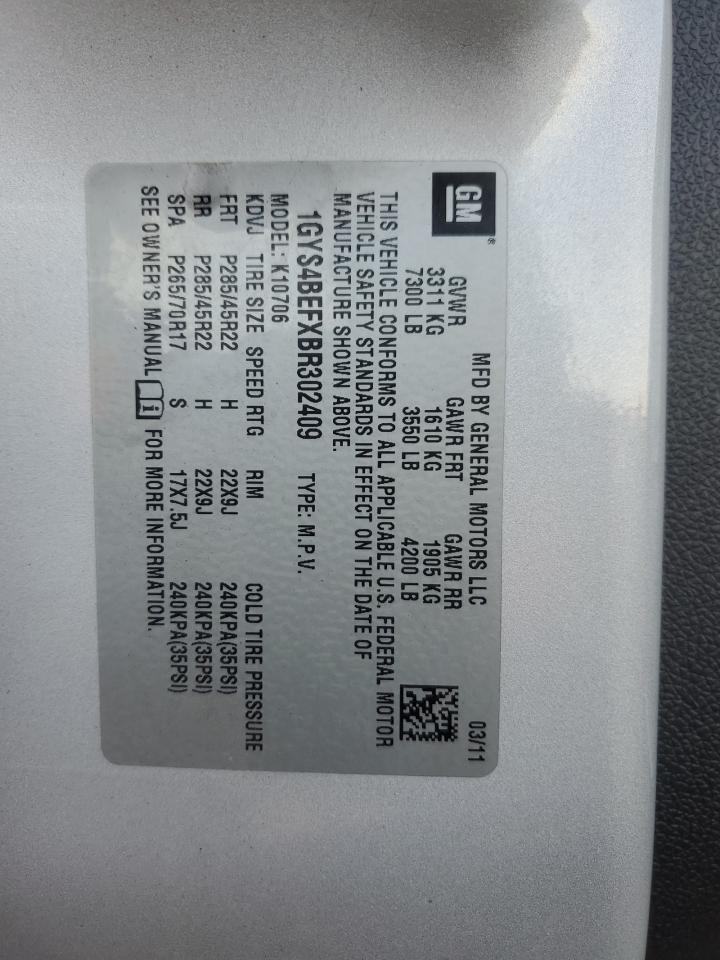 GM®
MFD BY GENERAL MOTORS LLC 03/11
GVWR GAWR FRT GAWR RR
3311 KG 1610 KG 1905 KG
7300 LB 3550 LB 4200 LB
THIS VEHICLE CONFORMS TO ALL APPLICABLE U.S. FEDERAL MOTOR
VEHICLE SAFETY STANDARDS IN EFFECT ON THE DATE OF
MANUFACTURE SHOWN ABOVE.
1GYS4BEFXBR302409 TYPE: M.P.V.
MODEL: K10706
KDVJ TIRE SIZE SPEED RTG RIM COLD TIRE PRESSURE
FRT P285/45R22 H 22X9J 240KPA(35PSI)
RR P285/45R22 H 22X9J 240KPA(35PSI)
SPA P265/70R17 S 17X7.5J 240KPA(35PSI)
SEE OWNER'S MANUAL i FOR MORE INFORMATION.